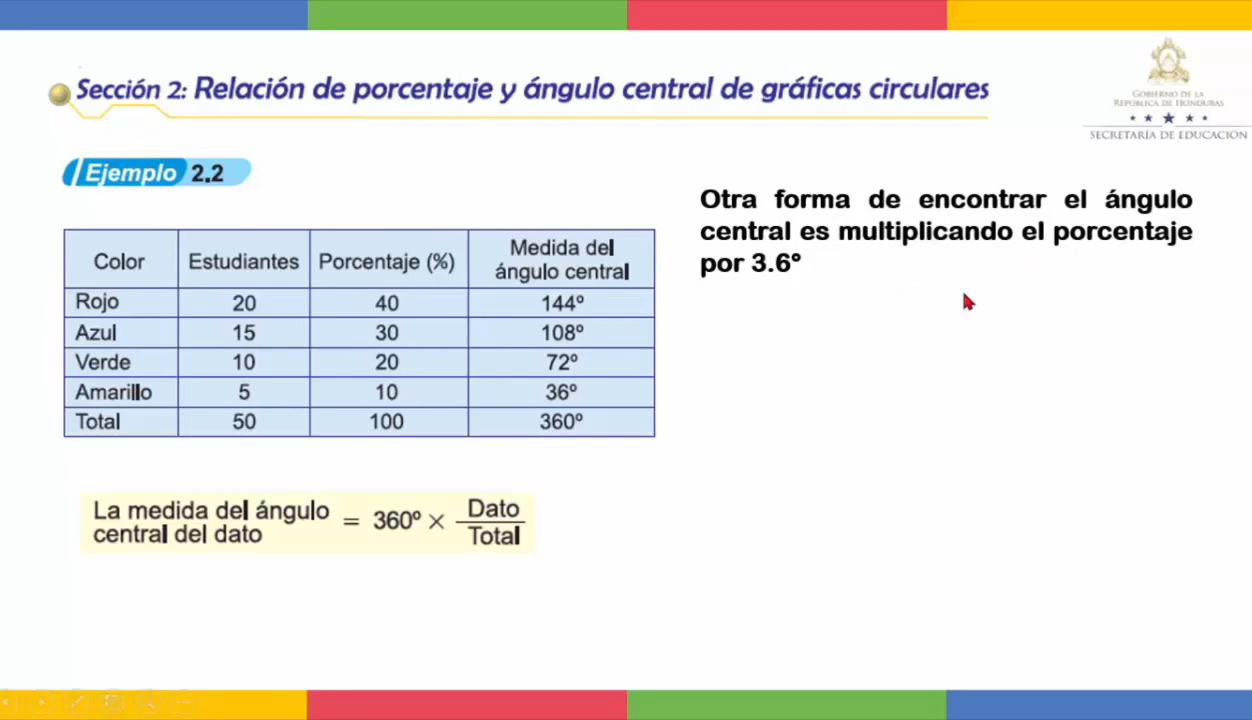 Sección 2: Relación de porcentaje y ángulo central de gráficas circulares
GOBIERNO DE LA
REPÚBLICA DE HONDURAS
SECRETARÍA DE EDUCACIÓN
Ejemplo 2.2
Otra forma de encontrar el ángulo
central es multiplicando el porcentaje
por 3.6º
Color Estudiantes Porcentaje (%) Medida del ángulo central
Rojo 20 40 144º
Azul 15 30 108º
Verde 10 20 72º
Amarillo 5 10 36º
Total 50 100 360º
La medida del ángulo
central del dato = 360º × Dato
Total